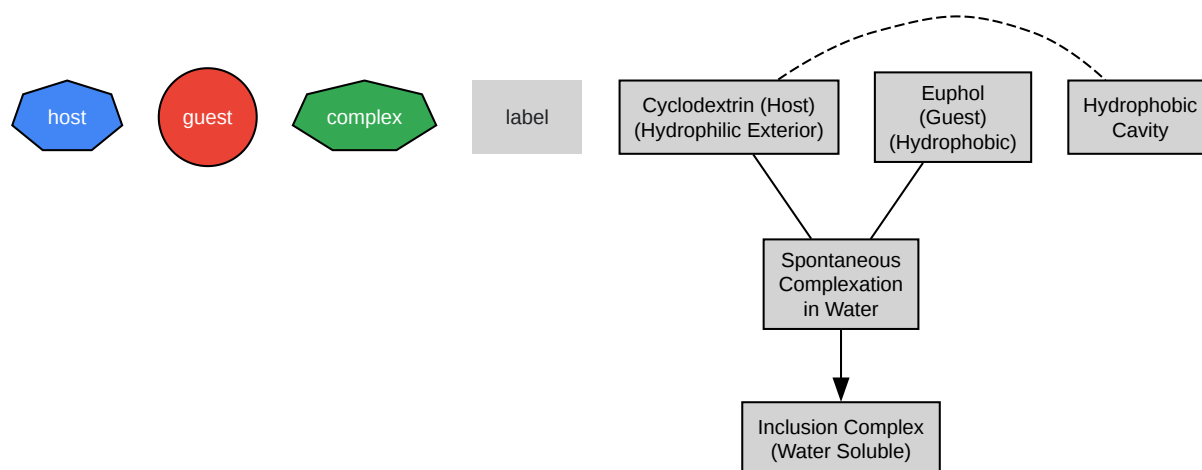 host
guest
complex
label
Cyclodextrin (Host)
(Hydrophilic Exterior)
Euphol
(Guest)
(Hydrophobic)
Hydrophobic
Cavity
Spontaneous
Complexation
in Water
Inclusion Complex
(Water Soluble)